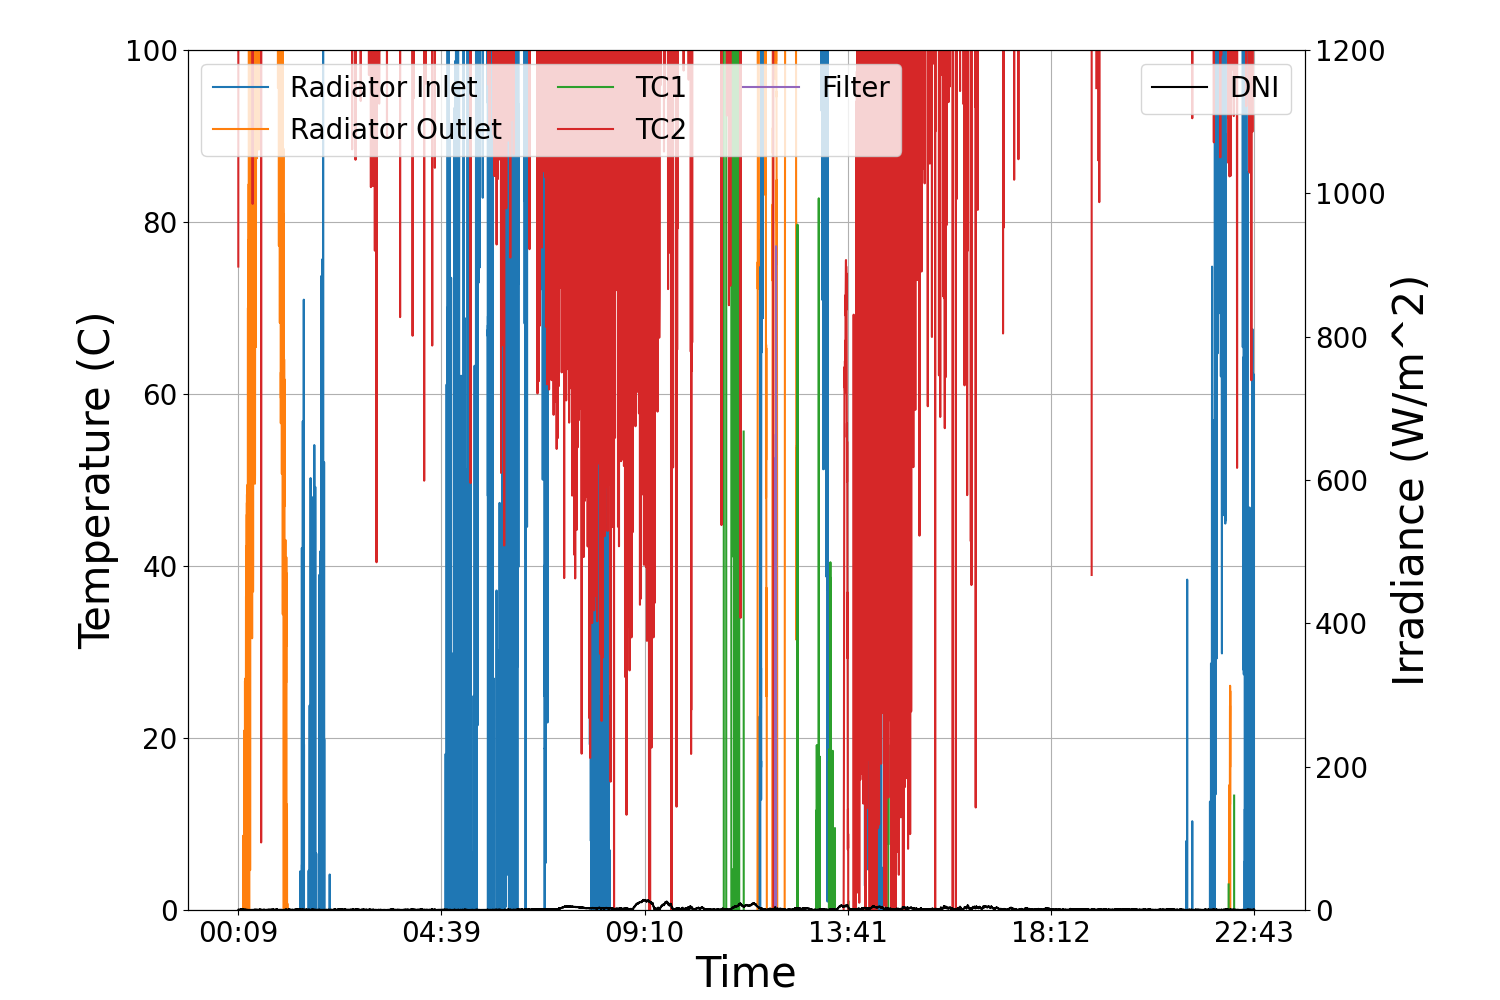 100 1200
Radiator Inlet TC1 Filter DNI
Radiator Outlet TC2
1000
80
800
60
600
40
400
20
200
0 0
00:09 04:39 09:10 13:41 18:12 22:43
Time
Temperature (C)
Irradiance (W/m^2)